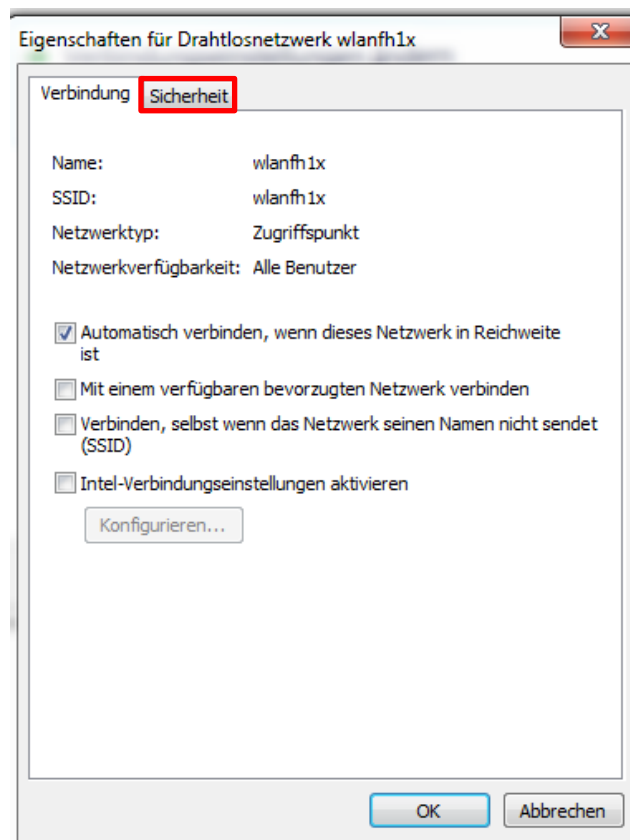 Eigenschaften für Drahtlosnetzwerk wlanfh1x
Verbindung Sicherheit
Name: wlanfh1x
SSID: wlanfh1x
Netzwerktyp: Zugriffspunkt
Netzwerkverfügbarkeit: Alle Benutzer
Automatisch verbinden, wenn dieses Netzwerk in Reichweite
ist
Mit einem verfügbaren bevorzugten Netzwerk verbinden
Verbinden, selbst wenn das Netzwerk seinen Namen nicht sendet
(SSID)
Intel-Verbindungseinstellungen aktivieren
Konfigurieren...
OK Abbrechen